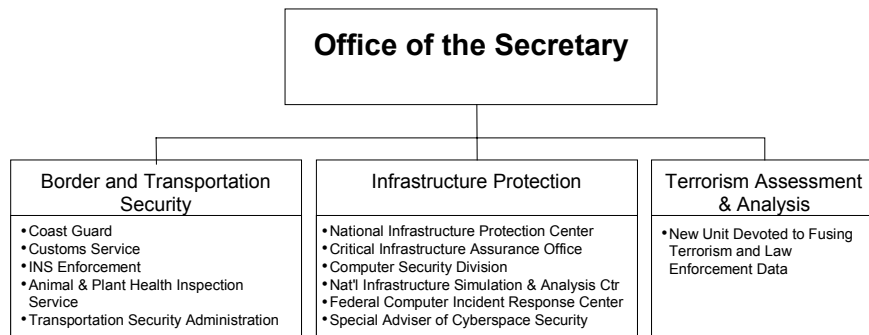 Office of the Secretary
Border and Transportation
Security
• Coast Guard
• Customs Service
• INS Enforcement
• Animal & Plant Health Inspection
Service
• Transportation Security Administration
Infrastructure Protection
• National Infrastructure Protection Center
• Critical Infrastructure Assurance Office
• Computer Security Division
• Nat'l Infrastructure Simulation & Analysis Ctr
• Federal Computer Incident Response Center
• Special Adviser of Cyberspace Security
Terrorism Assessment
& Analysis
• New Unit Devoted to Fusing
Terrorism and Law
Enforcement Data